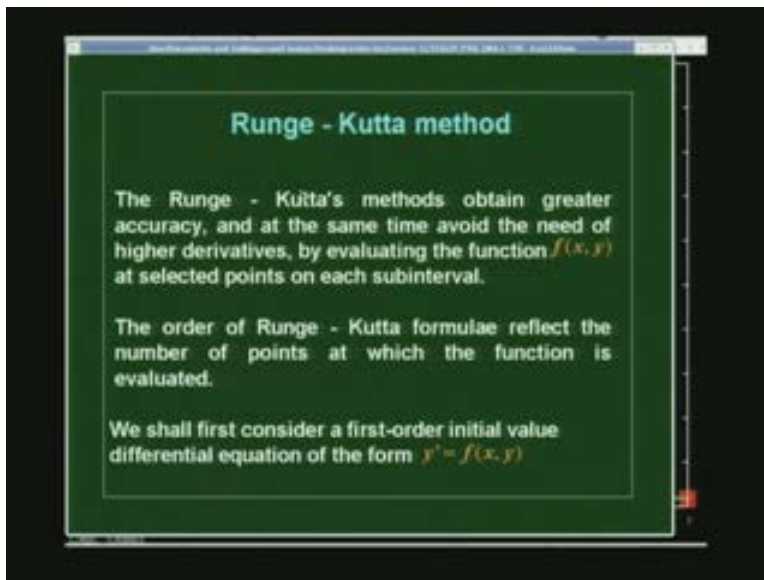 Runge - Kutta method
The Runge - Kutta's methods obtain greater
accuracy, and at the same time avoid the need of
higher derivatives, by evaluating the function f(x, y)
at selected points on each subinterval.
The order of Runge - Kutta formulae reflect the
number of points at which the function is
evaluated.
We shall first consider a first-order initial value
differential equation of the form y' = f(x, y)